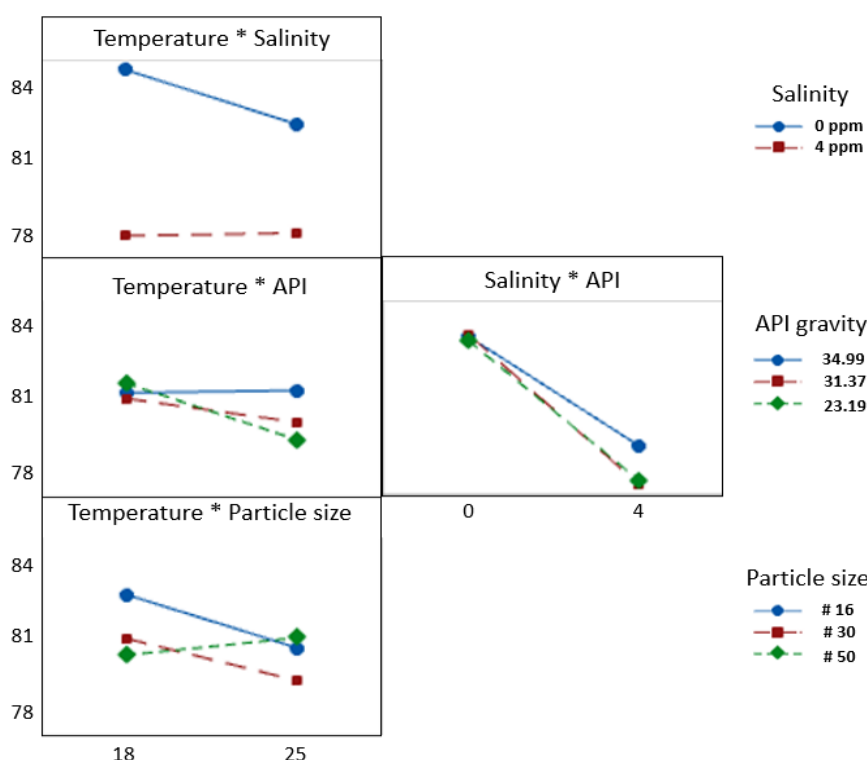 Temperature * Salinity
84
81
78
Salinity
0 ppm
4 ppm
Temperature * API
Salinity * API
84
81
78
API gravity
34.99
31.37
23.19
0
4
Temperature * Particle size
84
81
78
Particle size
# 16
# 30
# 50
18
25